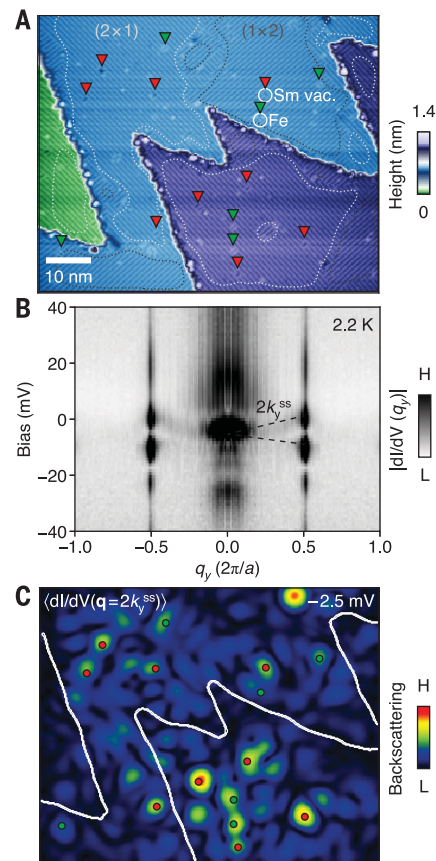 A
(2×1)
(1×2)
Sm vac.
Fe
10 nm
1.4
Height (nm)
0
B
40
20
0
−20
−40
Bias (mV)
2.2 K
2k_y^ss
−1.0
−0.5
0.0
0.5
1.0
q_y (2π/a)
H
|dI/dV (q_y)|
L
C
⟨dI/dV(q=2k_y^ss)⟩
−2.5 mV
H
Backscattering
L